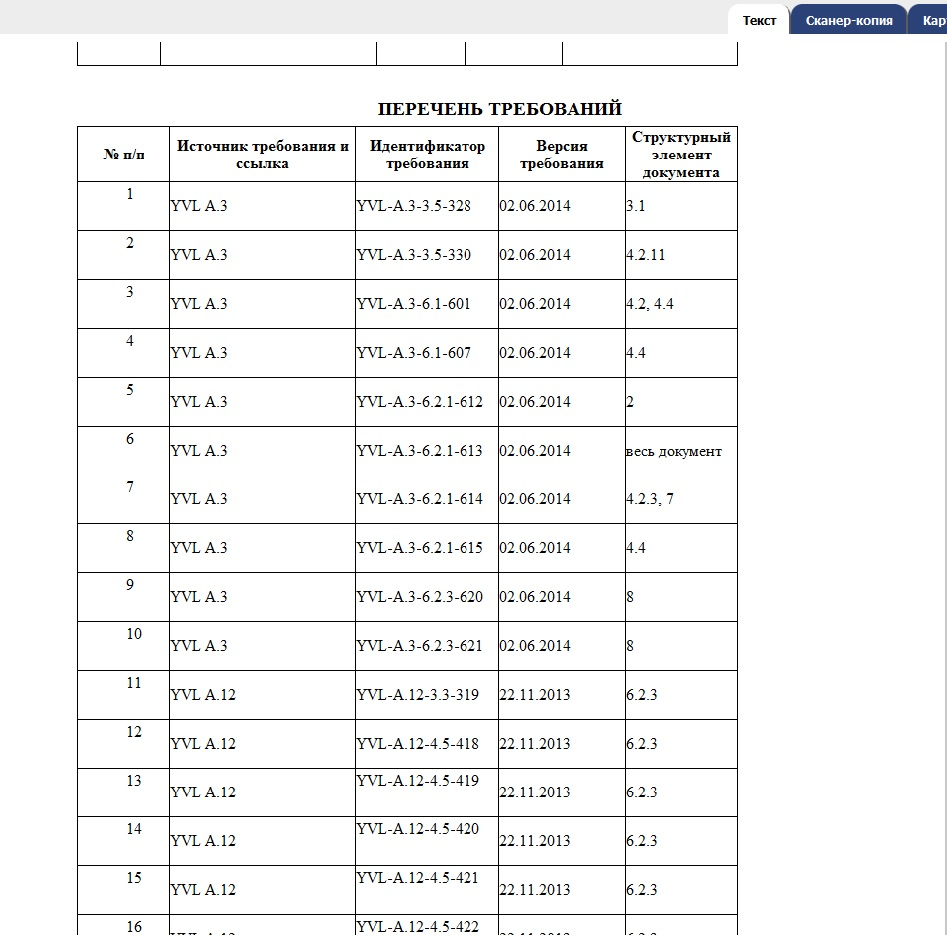 Текст Сканер-копия
ПЕРЕЧЕНЬ ТРЕБОВАНИЙ
№ п/п Источник требования и ссылка Идентификатор требования Версия требования Структурный элемент документа
1 YVL A.3 YVL-A.3-3.5-328 02.06.2014 3.1
2 YVL A.3 YVL-A.3-3.5-330 02.06.2014 4.2.11
3 YVL A.3 YVL-A.3-6.1-601 02.06.2014 4.2, 4.4
4 YVL A.3 YVL-A.3-6.1-607 02.06.2014 4.4
5 YVL A.3 YVL-A.3-6.2.1-612 02.06.2014 2
6 YVL A.3 YVL-A.3-6.2.1-613 02.06.2014 весь документ
7 YVL A.3 YVL-A.3-6.2.1-614 02.06.2014 4.2.3, 7
8 YVL A.3 YVL-A.3-6.2.1-615 02.06.2014 4.4
9 YVL A.3 YVL-A.3-6.2.3-620 02.06.2014 8
10 YVL A.3 YVL-A.3-6.2.3-621 02.06.2014 8
11 YVL A.12 YVL-A.12-3.3-319 22.11.2013 6.2.3
12 YVL A.12 YVL-A.12-4.5-418 22.11.2013 6.2.3
13 YVL A.12 YVL-A.12-4.5-419 22.11.2013 6.2.3
14 YVL A.12 YVL-A.12-4.5-420 22.11.2013 6.2.3
15 YVL A.12 YVL-A.12-4.5-421 22.11.2013 6.2.3
16 YVL-A.12-4.5-422